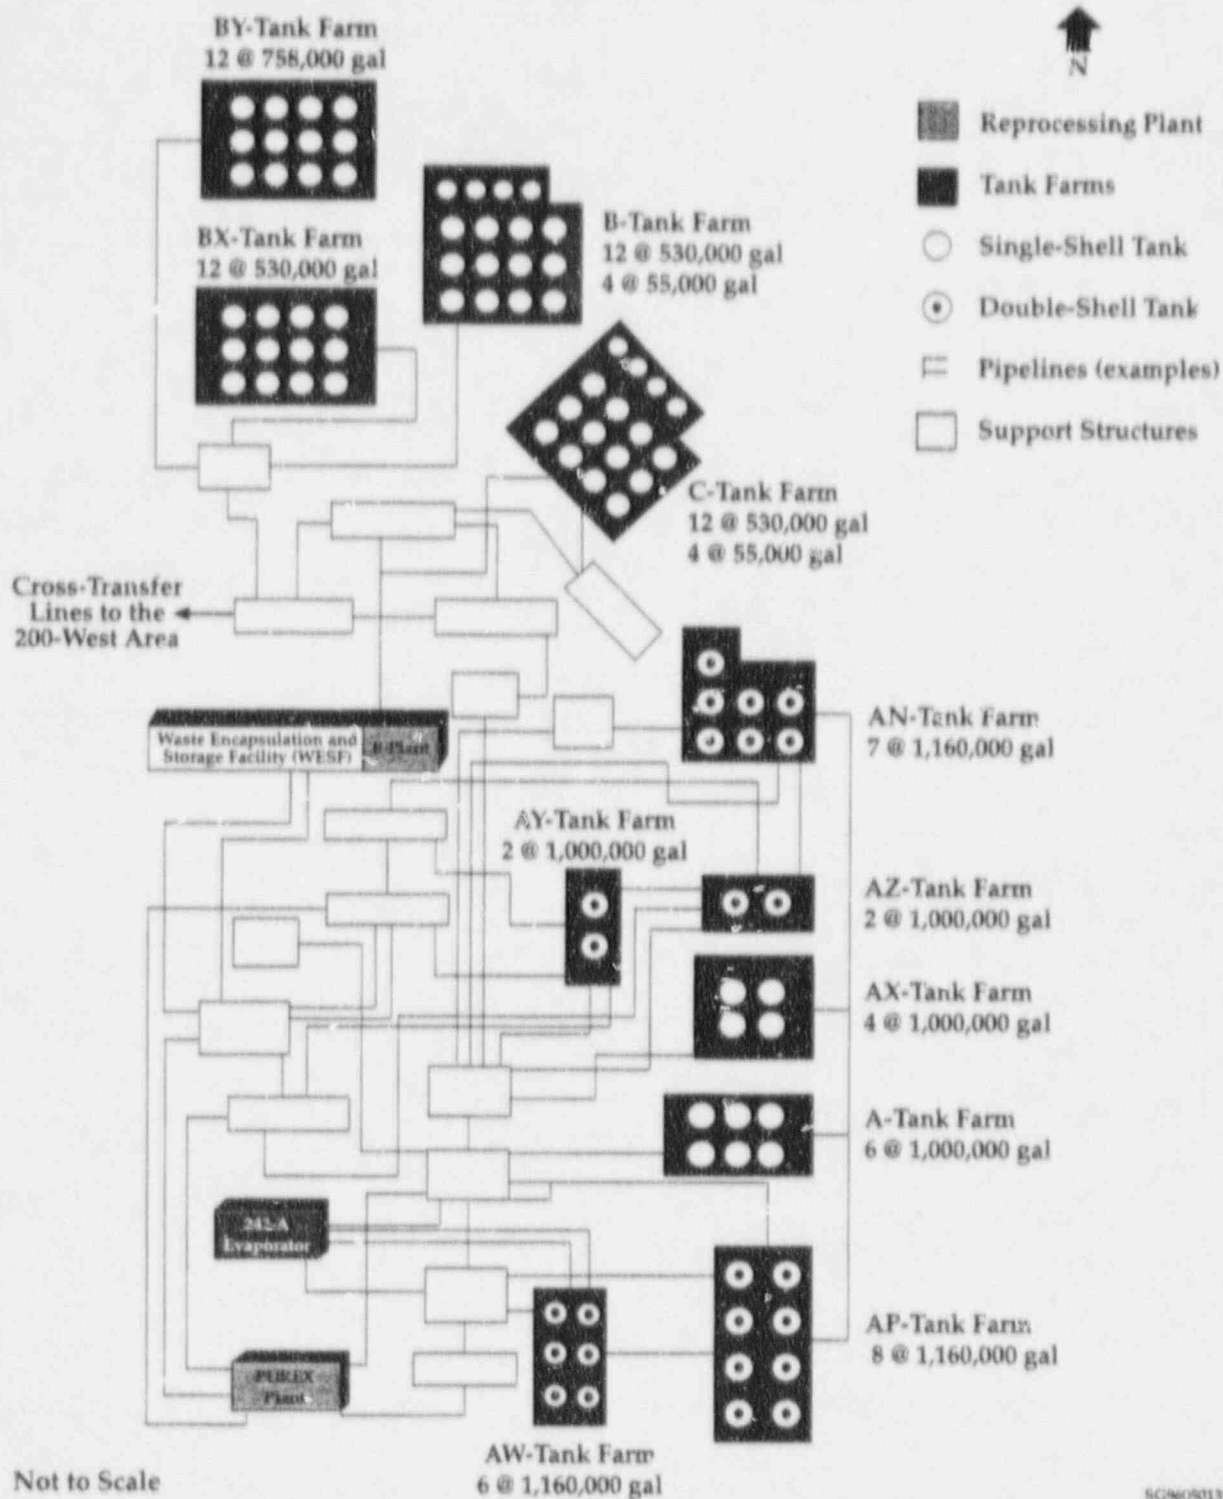 BY-Tank Farm
12 @ 758,000 gal
N
Reprocessing Plant
Tank Farms
Single-Shell Tank
Double-Shell Tank
Pipelines (examples)
Support Structures
BX-Tank Farm
12 @ 530,000 gal
B-Tank Farm
12 @ 530,000 gal
4 @ 55,000 gal
C-Tank Farm
12 @ 530,000 gal
4 @ 55,000 gal
Cross-Transfer
Lines to the
200-West Area
Waste Encapsulation and
Storage Facility (WESF)
B-Plant
AN-Tank Farm
7 @ 1,160,000 gal
AY-Tank Farm
2 @ 1,000,000 gal
AZ-Tank Farm
2 @ 1,000,000 gal
AX-Tank Farm
4 @ 1,000,000 gal
A-Tank Farm
6 @ 1,000,000 gal
242-A
Evaporator
AP-Tank Farm
8 @ 1,160,000 gal
PUREX
Plant
AW-Tank Farm
6 @ 1,160,000 gal
Not to Scale